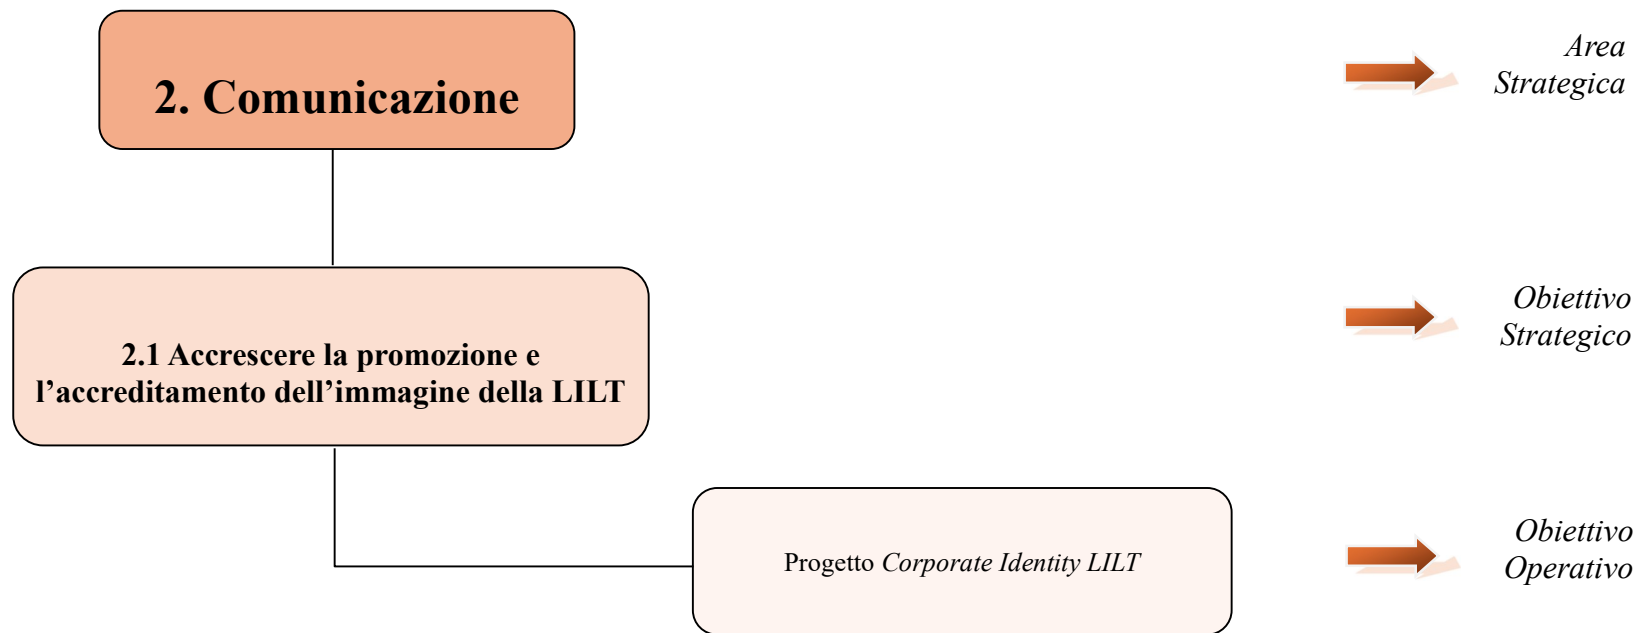 2. Comunicazione
Area
Strategica
2.1 Accrescere la promozione e
l’accreditamento dell’immagine della LILT
Obiettivo
Strategico
Progetto Corporate Identity LILT
Obiettivo
Operativo